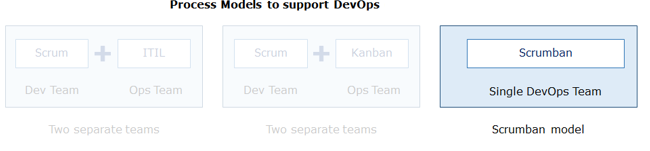 Process Models to support DevOps
Scrum + ITIL
Dev Team Ops Team
Two separate teams
Scrum + Kanban
Dev Team Ops Team
Two separate teams
Scrumban
Single DevOps Team
Scrumban model